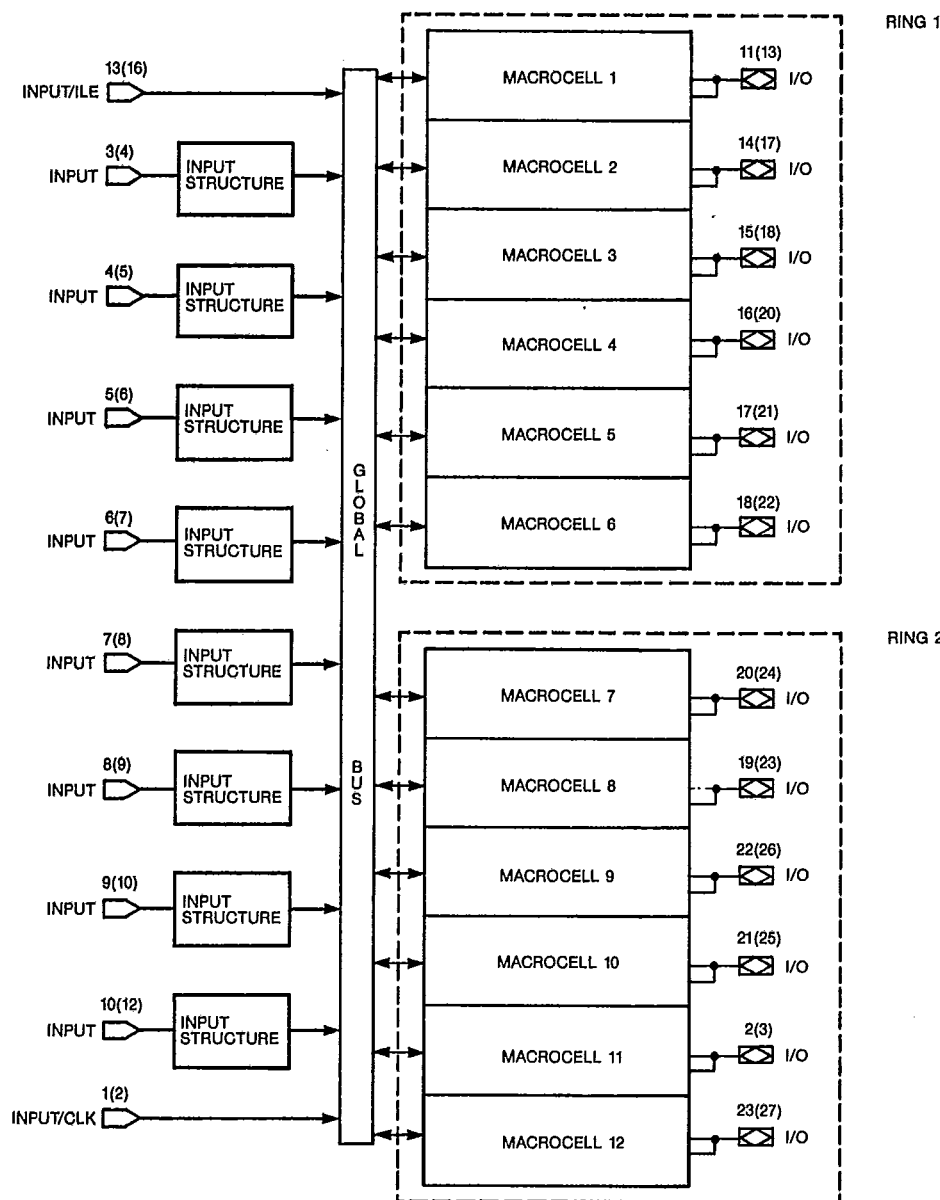 RING 1
13(16)
INPUT/ILE
3(4)
INPUT
INPUT
STRUCTURE
4(5)
INPUT
INPUT
STRUCTURE
5(6)
INPUT
INPUT
STRUCTURE
6(7)
INPUT
INPUT
STRUCTURE
7(8)
INPUT
INPUT
STRUCTURE
8(9)
INPUT
INPUT
STRUCTURE
9(10)
INPUT
INPUT
STRUCTURE
10(12)
INPUT
INPUT
STRUCTURE
1(2)
INPUT/CLK
GLOBAL
BUS
MACROCELL 1
11(13)
I/O
MACROCELL 2
14(17)
I/O
MACROCELL 3
15(18)
I/O
MACROCELL 4
16(20)
I/O
MACROCELL 5
17(21)
I/O
MACROCELL 6
18(22)
I/O
RING 2
MACROCELL 7
20(24)
I/O
MACROCELL 8
19(23)
I/O
MACROCELL 9
22(26)
I/O
MACROCELL 10
21(25)
I/O
MACROCELL 11
2(3)
I/O
MACROCELL 12
23(27)
I/O